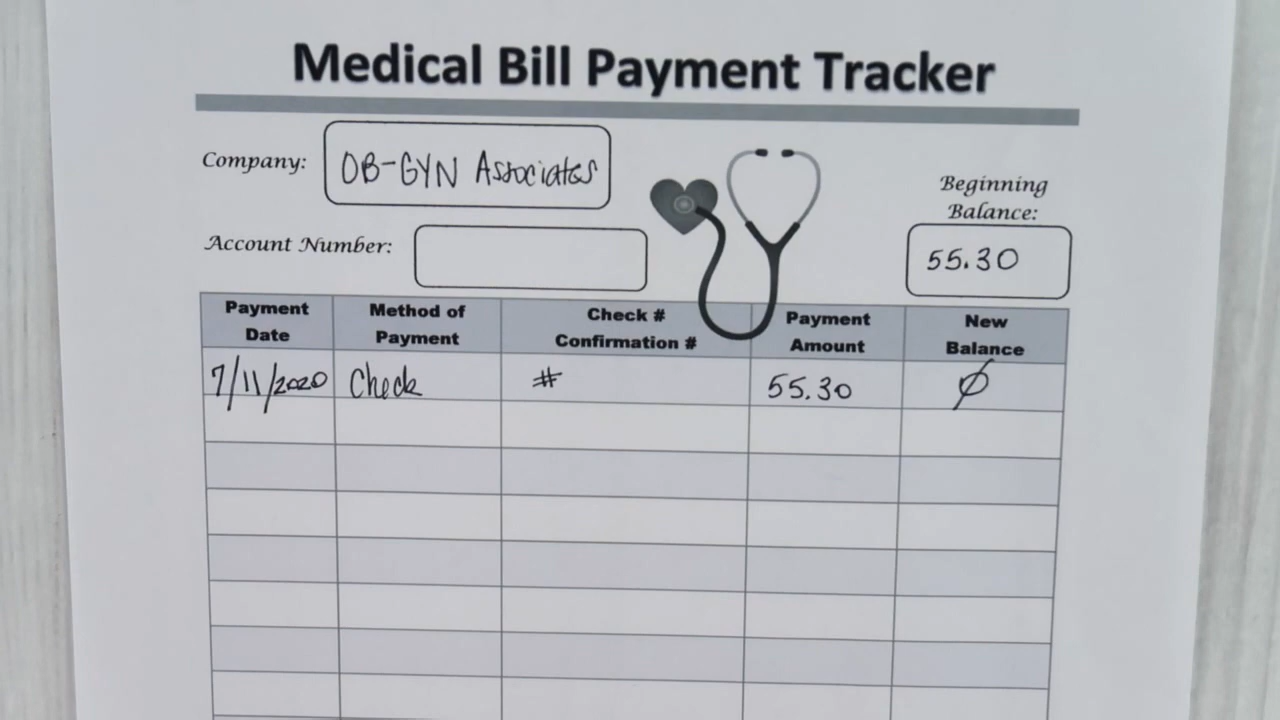 Medical Bill Payment Tracker
Company: OB-GYN Associates
Beginning Balance:
Account Number:
55.30
Payment Date Method of Payment Check # Confirmation # Payment Amount New Balance
7/11/2020 Check # 55.30 Ø